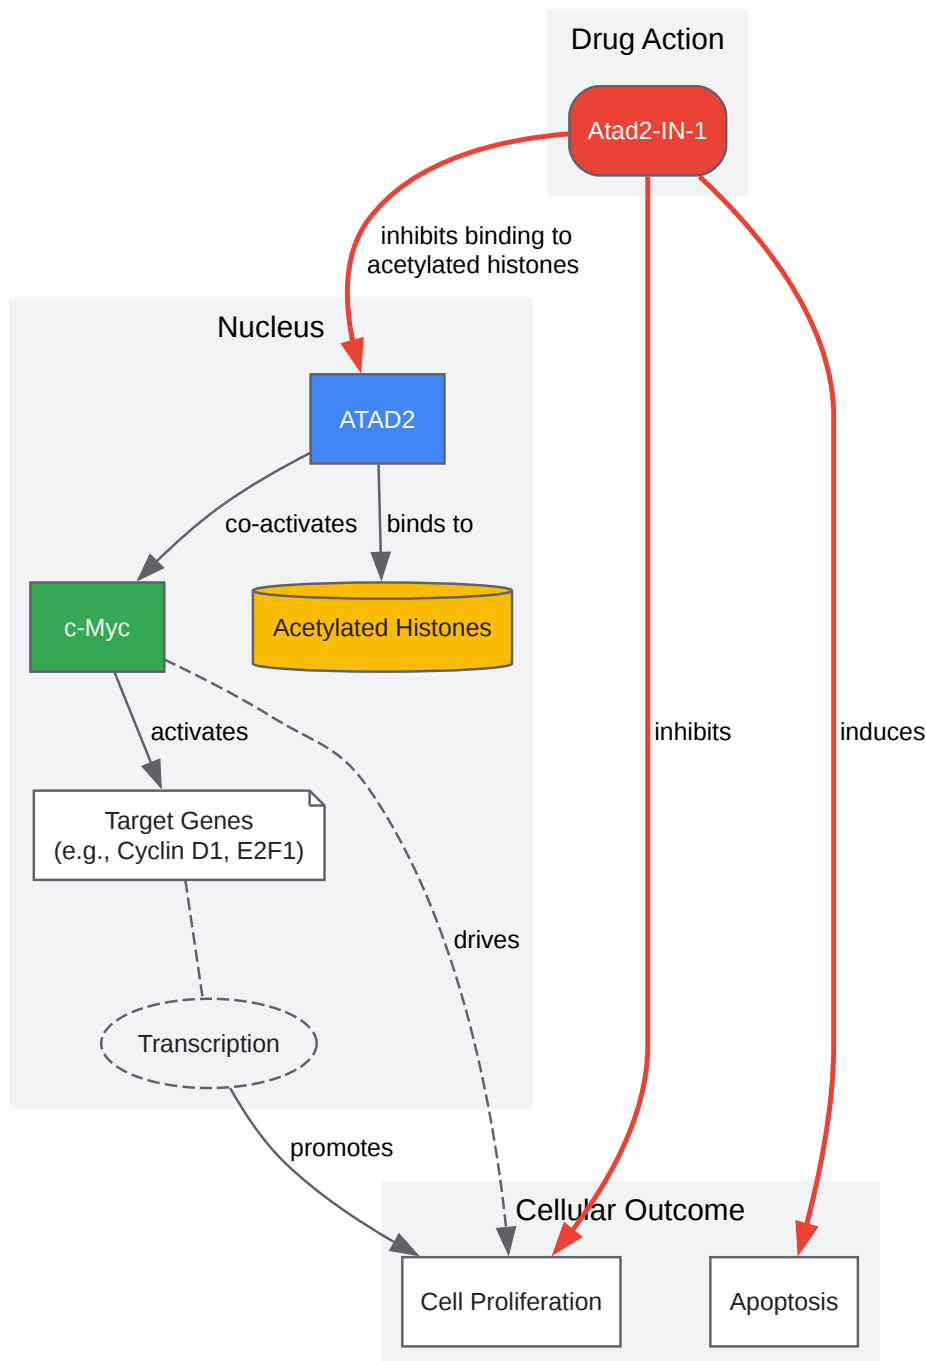 Drug Action
Atad2-IN-1
inhibits binding to
acetylated histones
Nucleus
ATAD2
co-activates
binds to
c-Myc
Acetylated Histones
activates
inhibits
induces
Target Genes
(e.g., Cyclin D1, E2F1)
drives
Transcription
promotes
Cellular Outcome
Cell Proliferation
Apoptosis